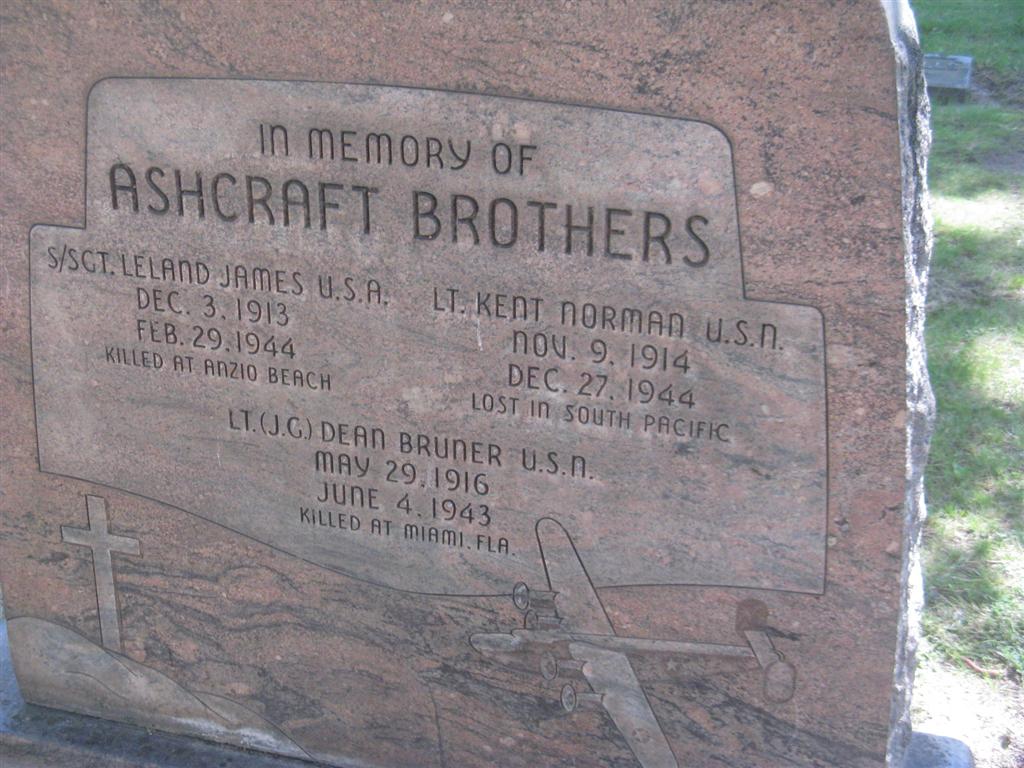 IN MEMORY OF
ASHCRAFT BROTHERS
S/SGT. LELAND JAMES U.S.A.
DEC. 3. 1913
FEB. 29. 1944
KILLED AT ANZIO BEACH
LT. KENT NORMAN U.S.N.
NOV. 9. 1914
DEC. 27. 1944
LOST IN SOUTH PACIFIC
LT. (J.G.) DEAN BRUNER U.S.N.
MAY 29. 1916
JUNE 4. 1943
KILLED AT MIAMI. FLA.